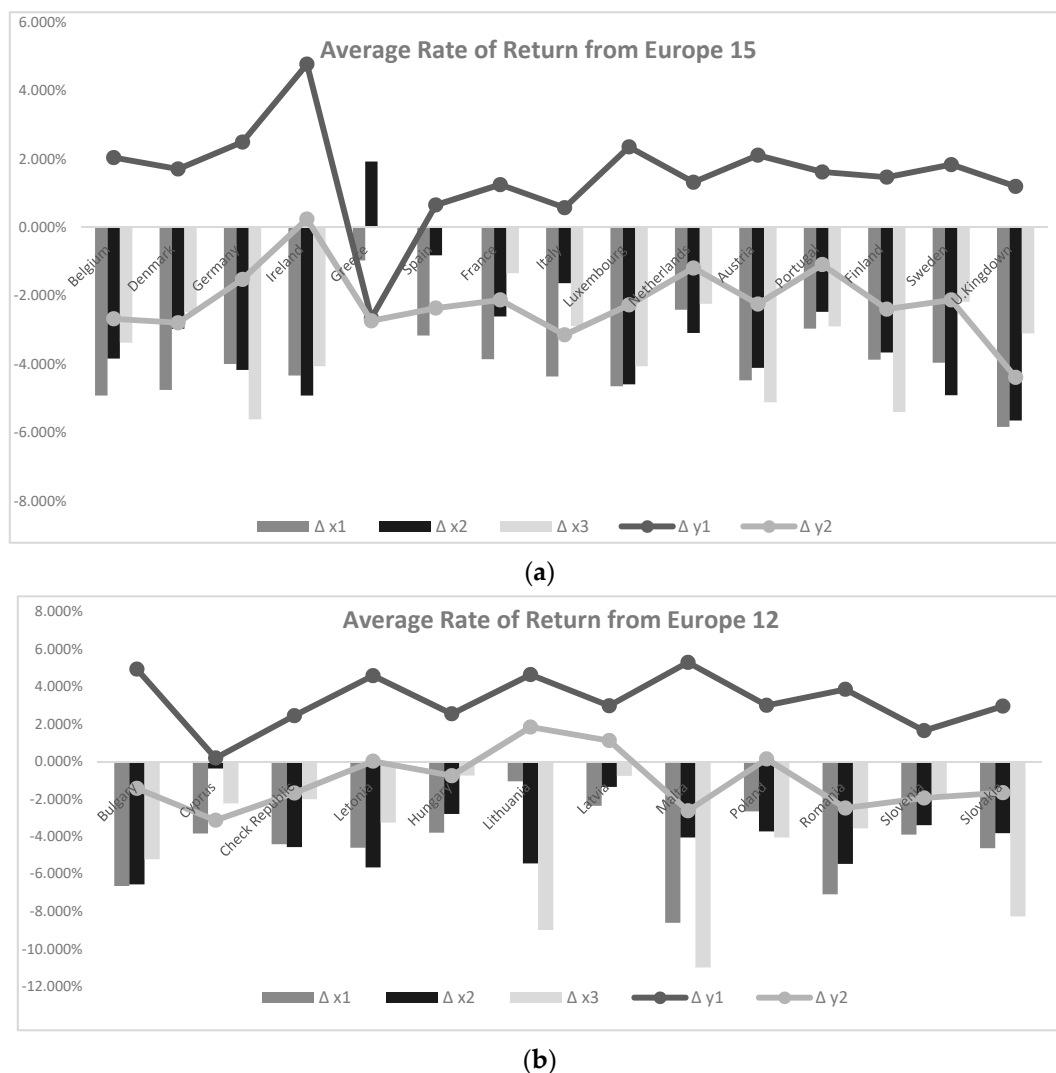 6.000%
Average Rate of Return from Europe 15
4.000%
2.000%
0.000%
Belgium Denmark Germany Ireland Greece Spain France Italy Luxembourg Netherlands Austria Portugal Finland Sweden U.Kingdown
-2.000%
-4.000%
-6.000%
-8.000%
Δ x1 Δ x2 Δ x3 Δ y1 Δ y2
(a)
8.000%
Average Rate of Return from Europe 12
6.000%
4.000%
2.000%
0.000%
Bulgary Cyprus Check Republic Letonia Hungary Lithuania Latvia Malta Poland Romania Slovenia Slovakia
-2.000%
-4.000%
-6.000%
-8.000%
-10.000%
-12.000%
Δ x1 Δ x2 Δ x3 Δ y1 Δ y2
(b)